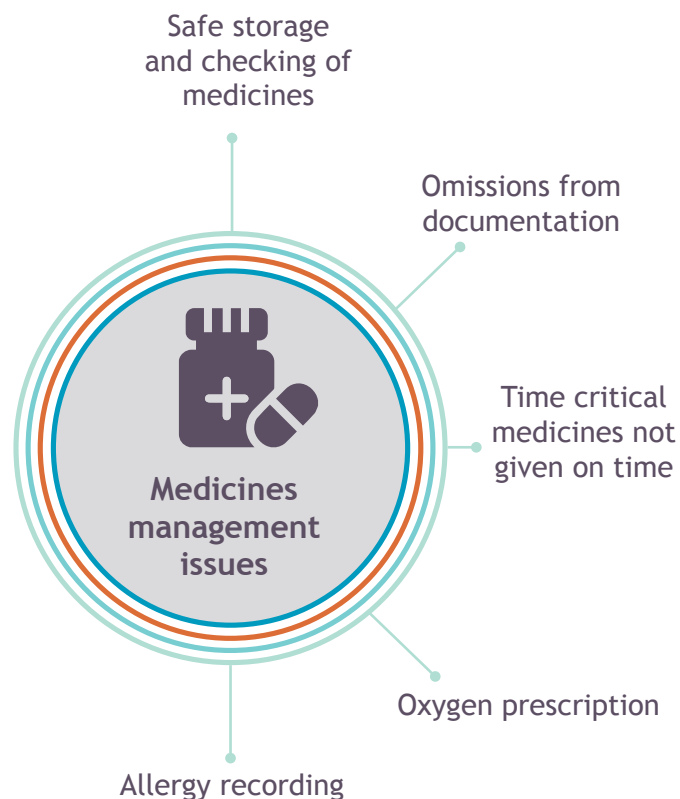 Safe storage
and checking of
medicines
Omissions from
documentation
Time critical
medicines not
given on time
Medicines
management
issues
Oxygen prescription
Allergy recording